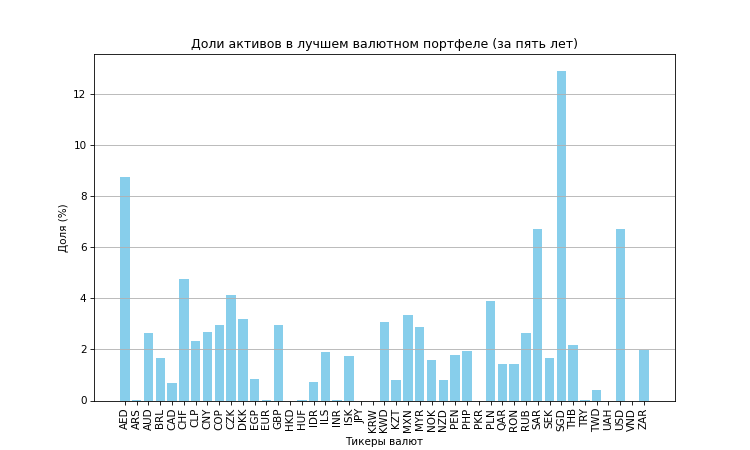 Доли активов в лучшем валютном портфеле (за пять лет)
Доля (%)
12
10
8
6
4
2
0
AED ARS AUD BRL CAD CHF CLP CNY COP CZK DKK EGP EUR GBP HKD HUF IDR ILS INR ISK JPY KRW KWD KZT MXN MYR NOK NZD PEN PHP PKR PLN QAR RON RUB SAR SEK SGD THB TRY TWD UAH USD VND ZAR
Тикеры валют